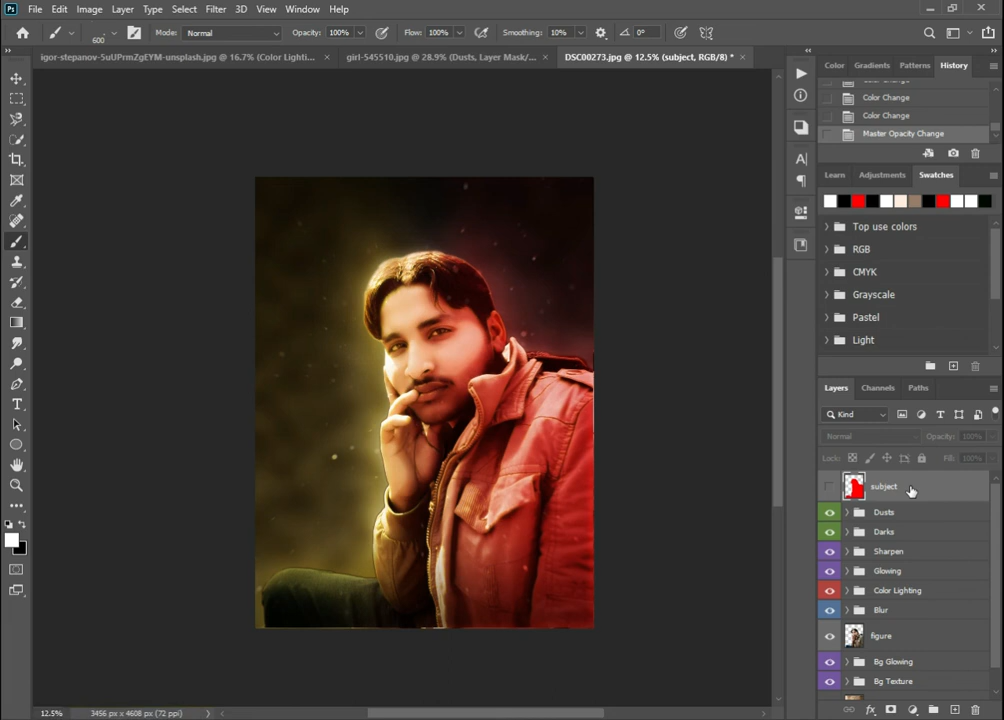 Ps File Edit Image Layer Type Select Filter 3D View Window Help
600 Mode: Normal Opacity: 100% Flow: 100% Smoothing: 10% 0°
igor-stepanov-5uUPrmZgEYM-unsplash.jpg @ 16.7% (Color Lighti... × girl-545510.jpg @ 28.9% (Dusts, Layer Mask/... × DSC00273.jpg @ 12.5% (subject, RGB/8) * ×
Color Gradients Patterns History
Color Change
Color Change
Master Opacity Change
Learn Adjustments Swatches
Top use colors
RGB
CMYK
Grayscale
Pastel
Light
Layers Channels Paths
Kind
Normal Opacity: 100%
Lock: Fill: 100%
subject
Dusts
Darks
Sharpen
Glowing
Color Lighting
Blur
figure
Bg Glowing
Bg Texture
12.5% 3456 px x 4608 px (72 ppi)